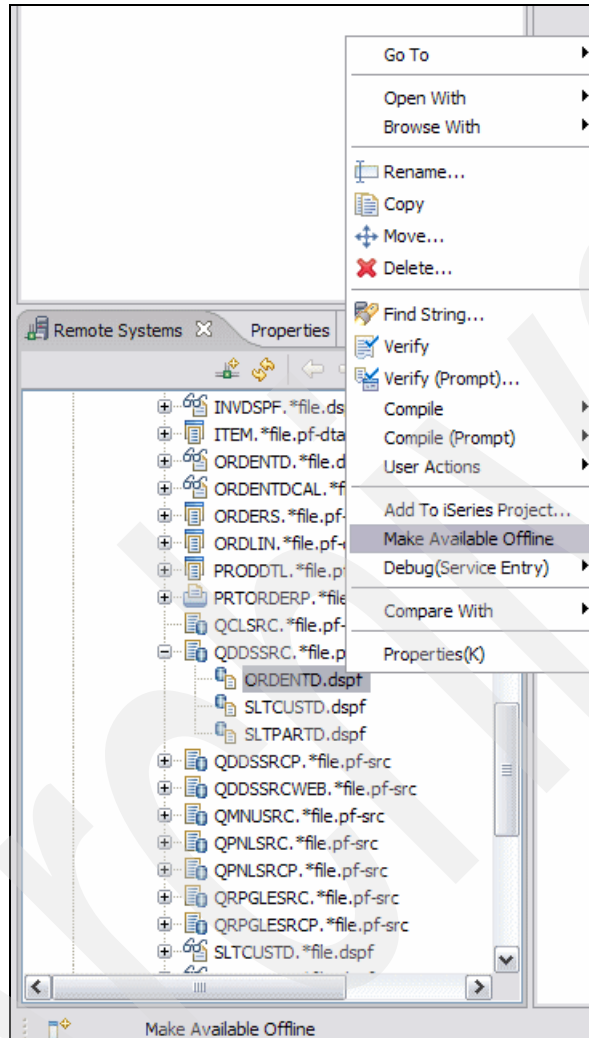 Go To
Open With
Browse With
Rename...
Copy
Move...
Delete...
Find String...
Verify
Verify (Prompt)...
Compile
Compile (Prompt)
User Actions
Add To iSeries Project...
Make Available Offline
Debug(Service Entry)
Compare With
Properties(K)
Remote Systems
Properties
INVDSPF.*file.ds
ITEM.*file.pf-dta
ORDENTD.*file.d
ORDENTDCAL.*f
ORDERS.*file.pf-
ORDLIN.*file.pf-
PRODDTL.*file.p
PRTORDERP.*file
QCLSRC.*file.pf-
QDDSSRC.*file.p
ORDENTD.dspf
SLTCUSTD.dspf
SLTPARTD.dspf
QDDSSRCP.*file.pf-src
QDDSSRCWEB.*file.pf-src
QMNUSRC.*file.pf-src
QPNLSRC.*file.pf-src
QPNLSRCP.*file.pf-src
QRPGLESRC.*file.pf-src
QRPGLESRCP.*file.pf-src
SLTCUSTD.*file.dspf
Make Available Offline